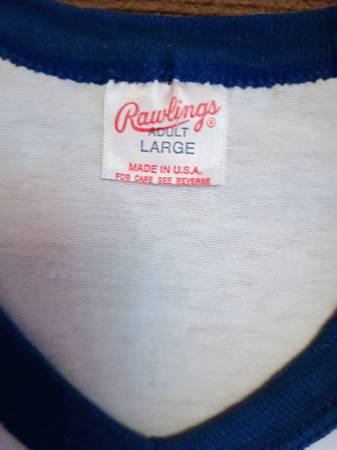 Rawlings®
ADULT
LARGE
MADE IN U.S.A.
FOR CARE SEE REVERSE